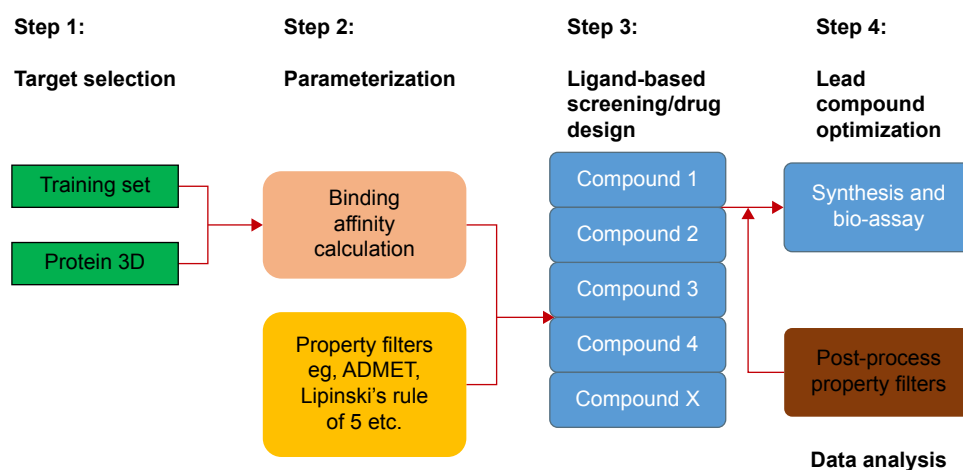 Step 1:
Target selection
Training set
Protein 3D
Step 2:
Parameterization
Binding
affinity
calculation
Property filters
eg, ADMET,
Lipinski's rule
of 5 etc.
Step 3:
Ligand-based
screening/drug
design
Compound 1
Compound 2
Compound 3
Compound 4
Compound X
Step 4:
Lead
compound
optimization
Synthesis and
bio-assay
Post-process
property filters
Data analysis